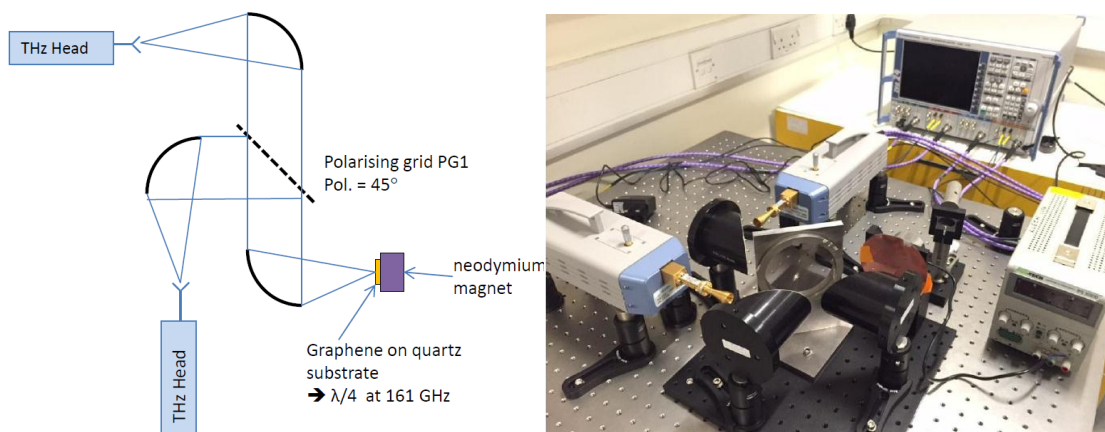 THz Head
Polarising grid PG1
Pol. = 45°
neodymium
magnet
Graphene on quartz
substrate
➔ λ/4 at 161 GHz
THz Head